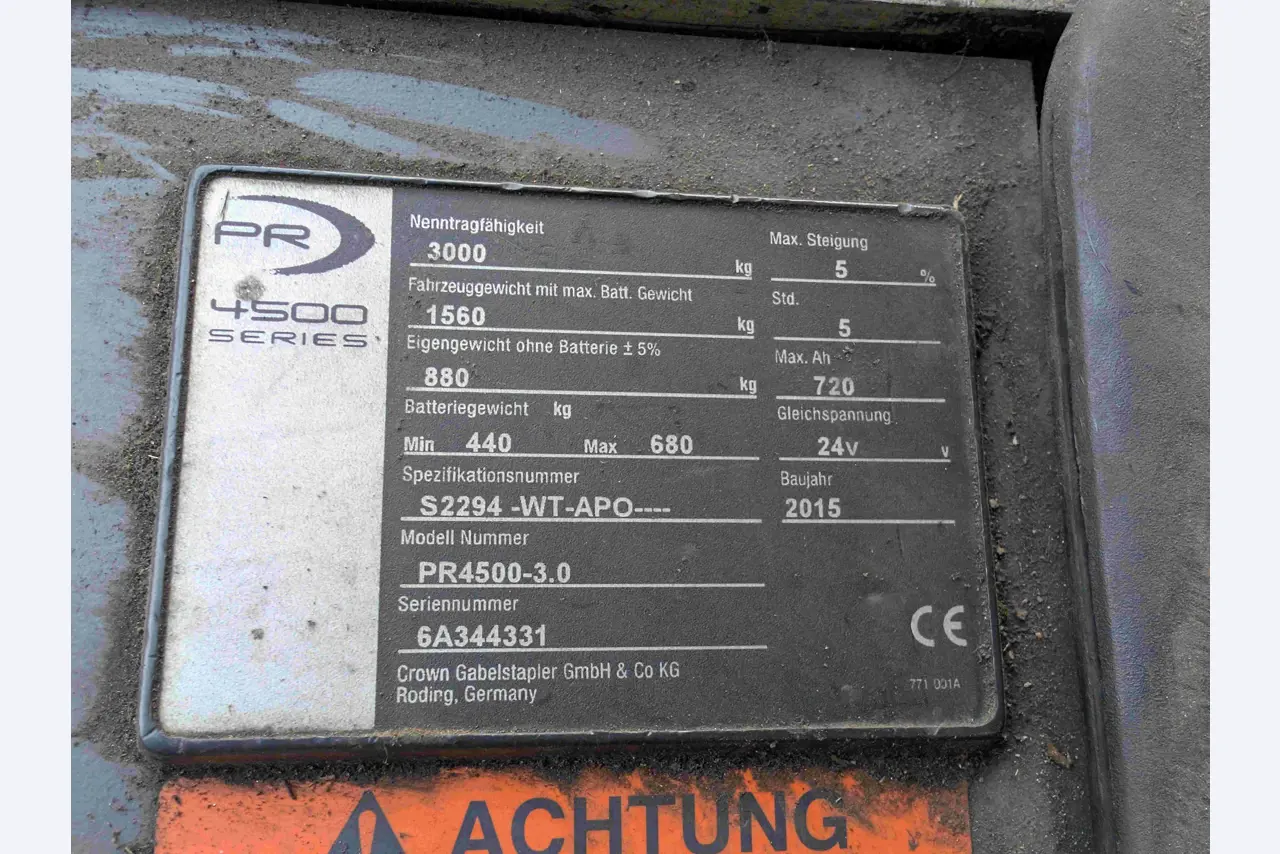 PR
4500
SERIES
Nenntragfähigkeit
3000 kg
Fahrzeuggewicht mit max. Batt. Gewicht
1560 kg
Eigengewicht ohne Batterie ± 5%
880 kg
Batteriegewicht kg
Min 440 Max 680
Spezifikationsnummer
S2294 -WT-APO----
Modell Nummer
PR4500-3.0
Seriennummer
6A344331
Crown Gabelstapler GmbH & Co KG
Roding, Germany
Max. Steigung
5 %
Std.
5
Max. Ah
720
Gleichspannung
24v v
Baujahr
2015
CE
771 001A
ACHTUNG